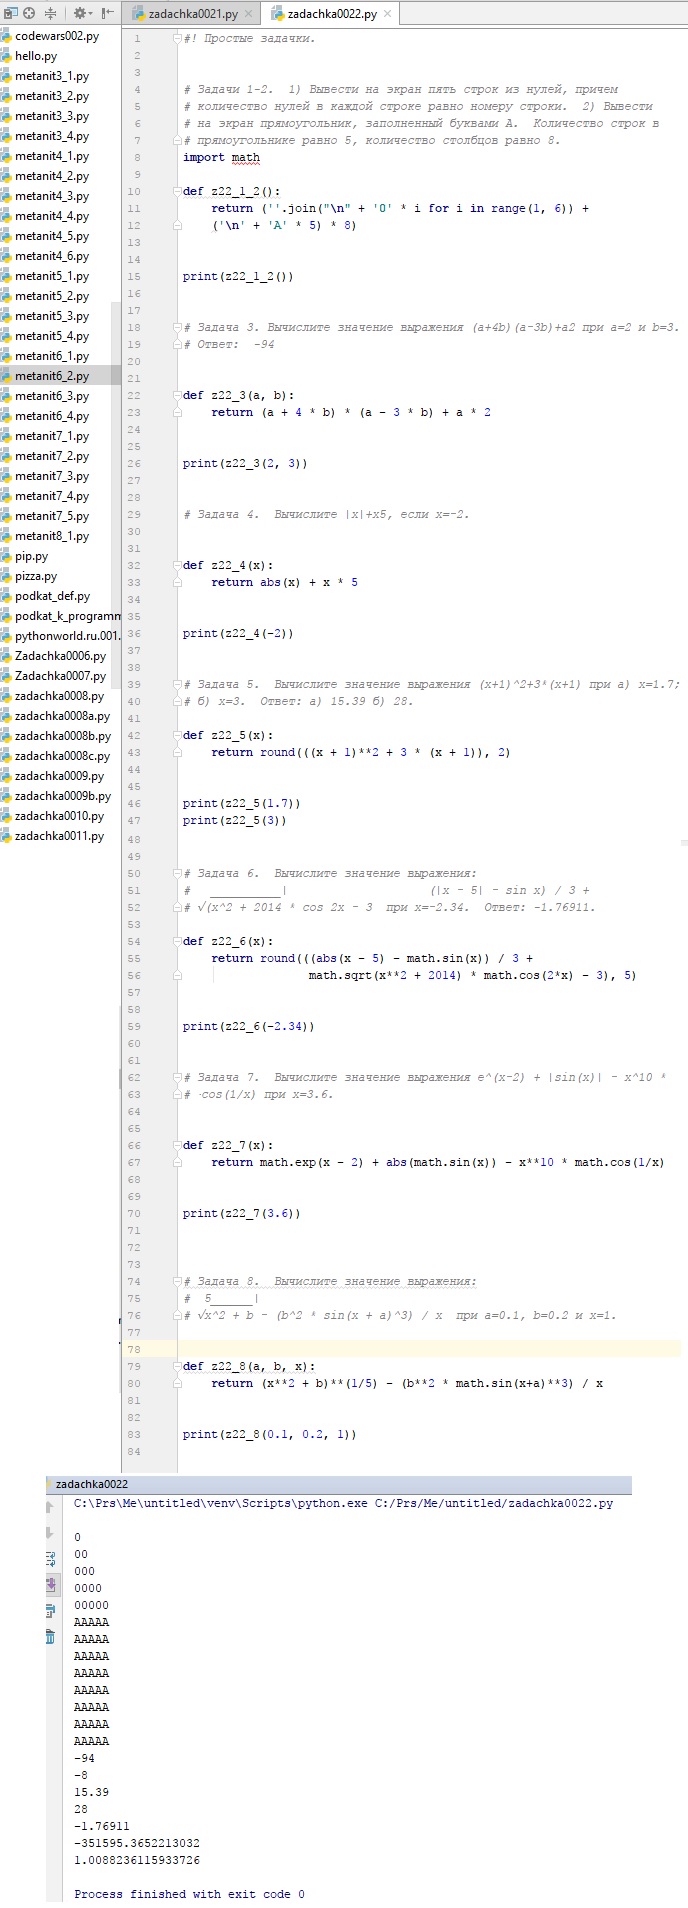 zadachka0021.py
zadachka0022.py
codewars002.py
hello.py
metanit3_1.py
metanit3_2.py
metanit3_3.py
metanit3_4.py
metanit4_1.py
metanit4_2.py
metanit4_3.py
metanit4_4.py
metanit4_5.py
metanit4_6.py
metanit5_1.py
metanit5_2.py
metanit5_3.py
metanit5_4.py
metanit6_1.py
metanit6_2.py
metanit6_3.py
metanit6_4.py
metanit7_1.py
metanit7_2.py
metanit7_3.py
metanit7_4.py
metanit7_5.py
metanit8_1.py
pip.py
pizza.py
podkat_def.py
podkat_k_programm
pythonworld.ru.001.
Zadachka0006.py
Zadachka0007.py
zadachka0008.py
zadachka0008a.py
zadachka0008b.py
zadachka0008c.py
zadachka0009.py
zadachka0009b.py
zadachka0010.py
zadachka0011.py
1 #! Простые задачки.
2
3
4 # Задачи 1-2.  1) Вывести на экран пять строк из нулей, причем
5 # количество нулей в каждой строке равно номеру строки.  2) Вывести
6 # на экран прямоугольник, заполненный буквами А.  Количество строк в
7 # прямоугольнике равно 5, количество столбцов равно 8.
8 import math
9
10 def z22_1_2():
11     return (''.join("\n" + '0' * i for i in range(1, 6)) +
12     ('\n' + 'A' * 5) * 8)
13
14
15 print(z22_1_2())
16
17
18 # Задача 3. Вычислите значение выражения (a+4b)(a-3b)+a2 при a=2 и b=3.
19 # Ответ:  -94
20
21
22 def z22_3(a, b):
23     return (a + 4 * b) * (a - 3 * b) + a * 2
24
25
26 print(z22_3(2, 3))
27
28
29 # Задача 4.  Вычислите |x|+x5, если x=-2.
30
31
32 def z22_4(x):
33     return abs(x) + x * 5
34
35
36 print(z22_4(-2))
37
38
39 # Задача 5.  Вычислите значение выражения (x+1)^2+3*(x+1) при а) x=1.7;
40 # б) x=3.  Ответ: а) 15.39 б) 28.
41
42 def z22_5(x):
43     return round(((x + 1)**2 + 3 * (x + 1)), 2)
44
45
46 print(z22_5(1.7))
47 print(z22_5(3))
48
49
50 # Задача 6.  Вычислите значение выражения:
51 #   __________|                    (|x - 5| - sin x) / 3 +
52 # √(x^2 + 2014 * cos 2x - 3  при x=-2.34.  Ответ: -1.76911.
53
54 def z22_6(x):
55     return round(((abs(x - 5) - math.sin(x)) / 3 +
56                   math.sqrt(x**2 + 2014) * math.cos(2*x) - 3), 5)
57
58
59 print(z22_6(-2.34))
60
61
62 # Задача 7.  Вычислите значение выражения e^(x-2) + |sin(x)| - x^10 *
63 # ·cos(1/x) при x=3.6.
64
65
66 def z22_7(x):
67     return math.exp(x - 2) + abs(math.sin(x)) - x**10 * math.cos(1/x)
68
69
70 print(z22_7(3.6))
71
72
73
74 # Задача 8.  Вычислите значение выражения:
75 #  5______|
76 # √x^2 + b - (b^2 * sin(x + a)^3) / x  при a=0.1, b=0.2 и x=1.
77
78
79 def z22_8(a, b, x):
80     return (x**2 + b)**(1/5) - (b**2 * math.sin(x+a)**3) / x
81
82
83 print(z22_8(0.1, 0.2, 1))
84
zadachka0022
C:\Prs\Me\untitled\venv\Scripts\python.exe C:/Prs/Me/untitled/zadachka0022.py
0
00
000
0000
00000
AAAAA
AAAAA
AAAAA
AAAAA
AAAAA
AAAAA
AAAAA
AAAAA
-94
-8
15.39
28
-1.76911
-351595.3652213032
1.0088236115933726
Process finished with exit code 0